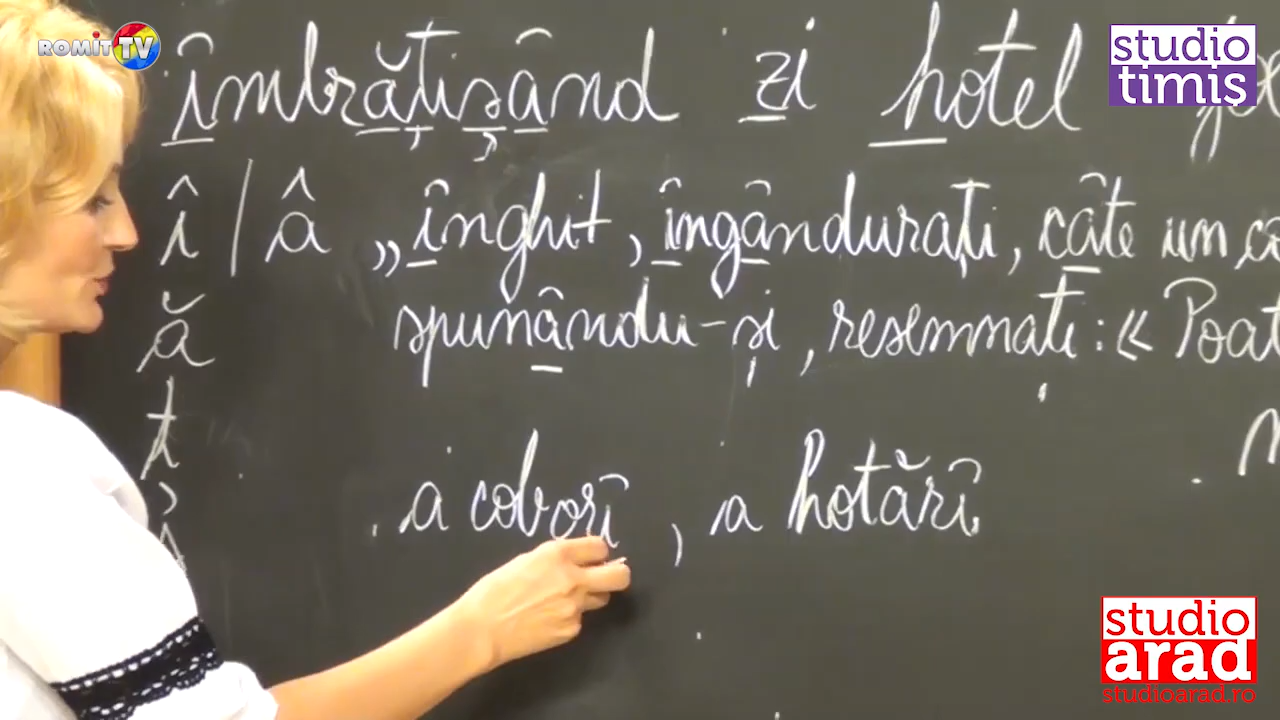 ROMIT TV
studio
timiș
îmbrățișând zi hotel
î / â „înghit, îngândurați, câte un
ă spunându-și, resemnați: « Poat
ț
a coborî, a hotărî
studio
arad
studioarad.ro